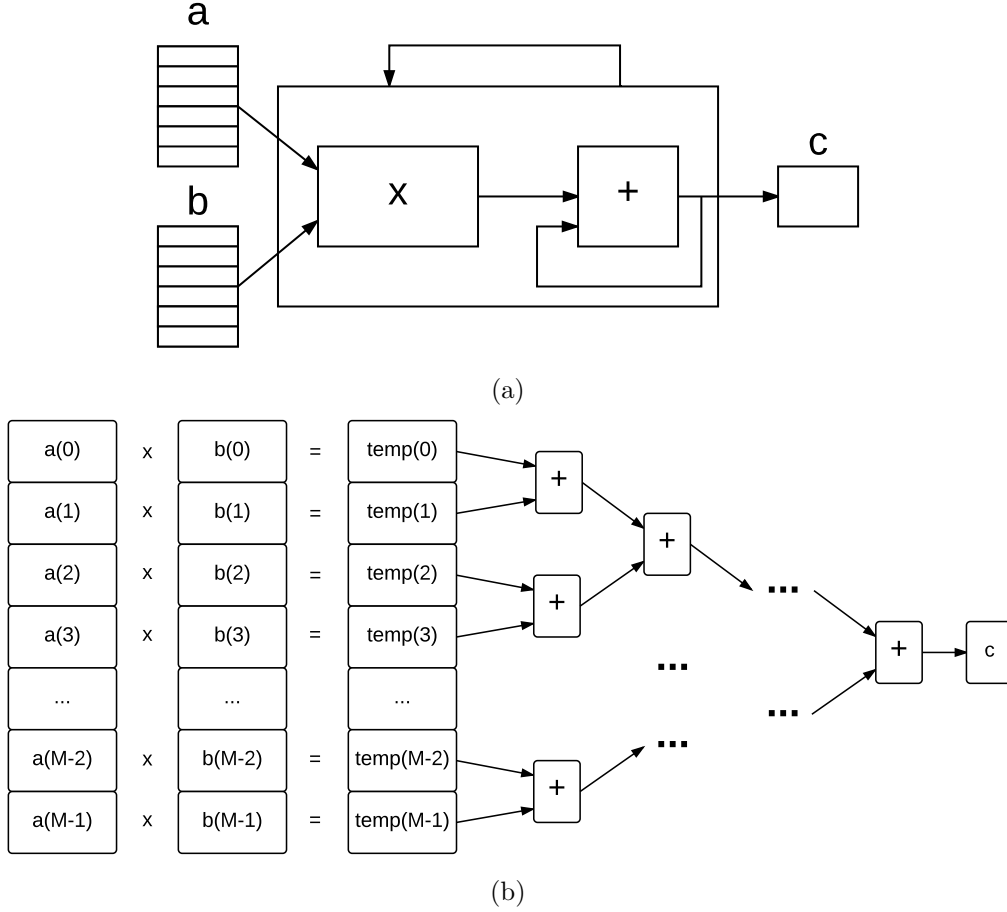 a
b
x
+
c
(a)
a(0) x b(0) = temp(0)
+
a(1) x b(1) = temp(1)
+
a(2) x b(2) = temp(2)
...
+
a(3) x b(3) = temp(3)
+ c
...
... ... ...
...
...
a(M-2) x b(M-2) = temp(M-2)
+
a(M-1) x b(M-1) = temp(M-1)
(b)